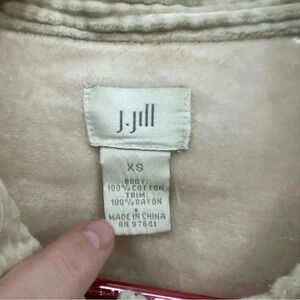 J.Jill
XS
BODY:
100% COTTON
TRIM:
100% RAYON
MADE IN CHINA
RN 97641